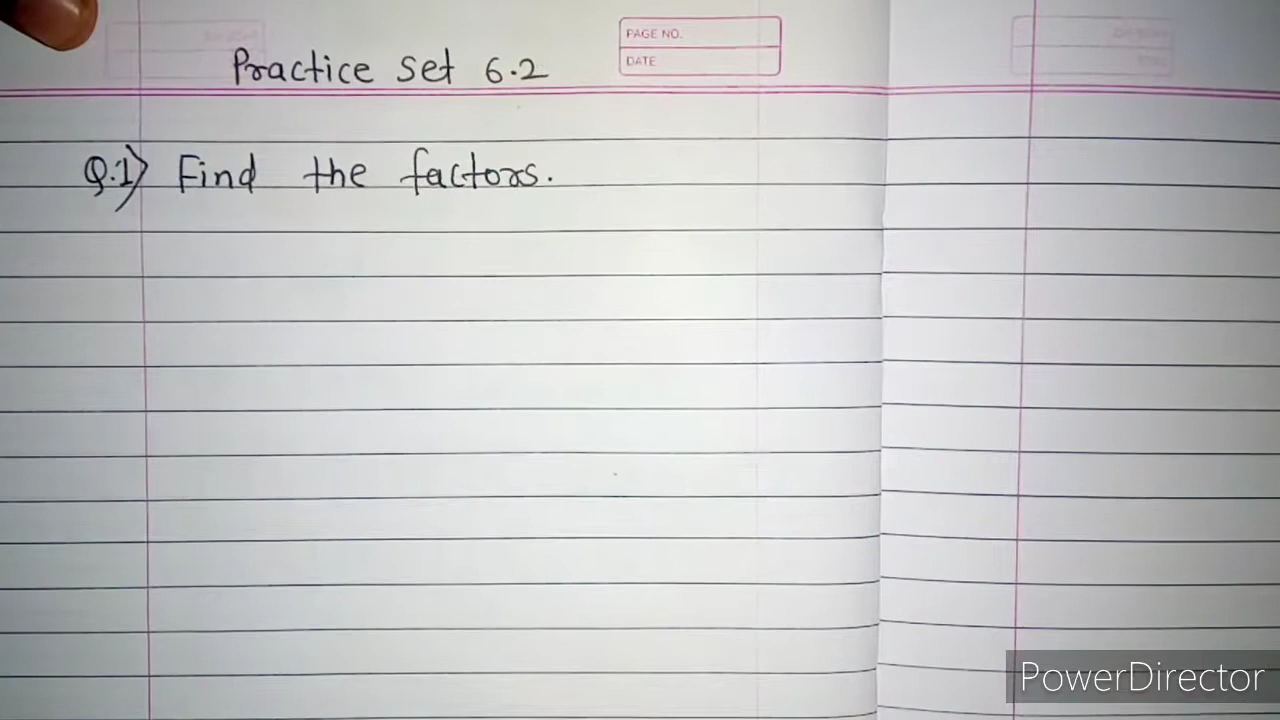 Practice set 6.2
PAGE NO.
DATE
Q.1) Find the factors.
PowerDirector